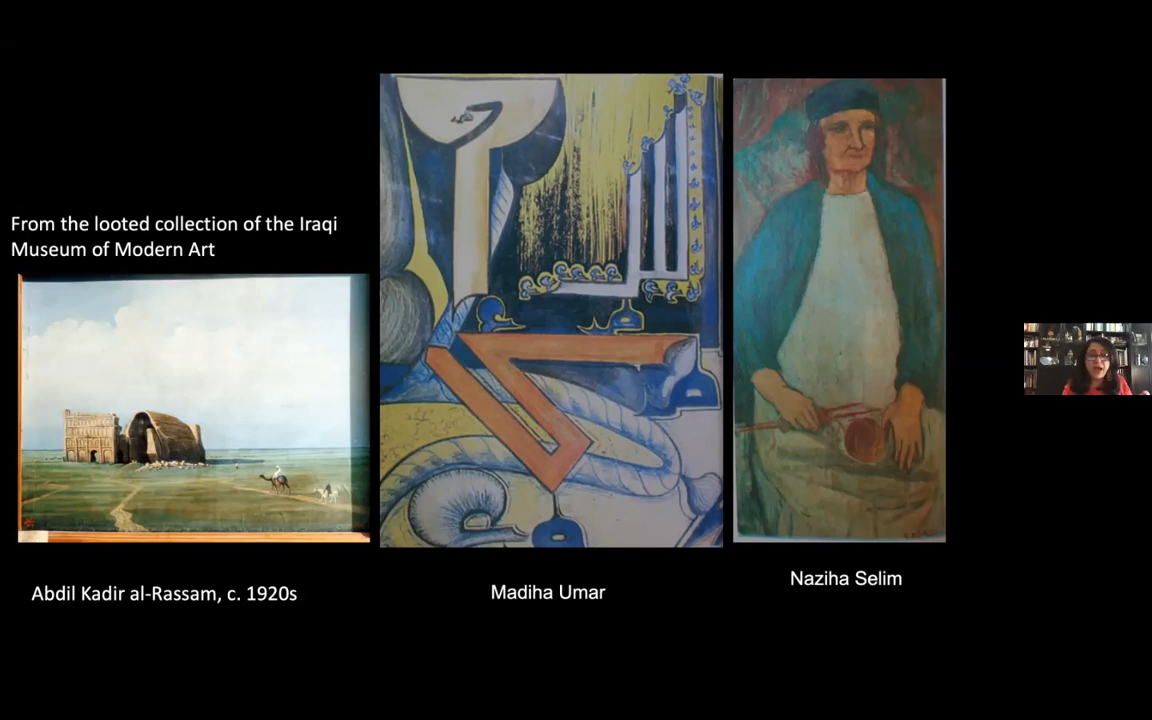 From the looted collection of the Iraqi
Museum of Modern Art
Abdil Kadir al-Rassam, c. 1920s
Madiha Umar
Naziha Selim